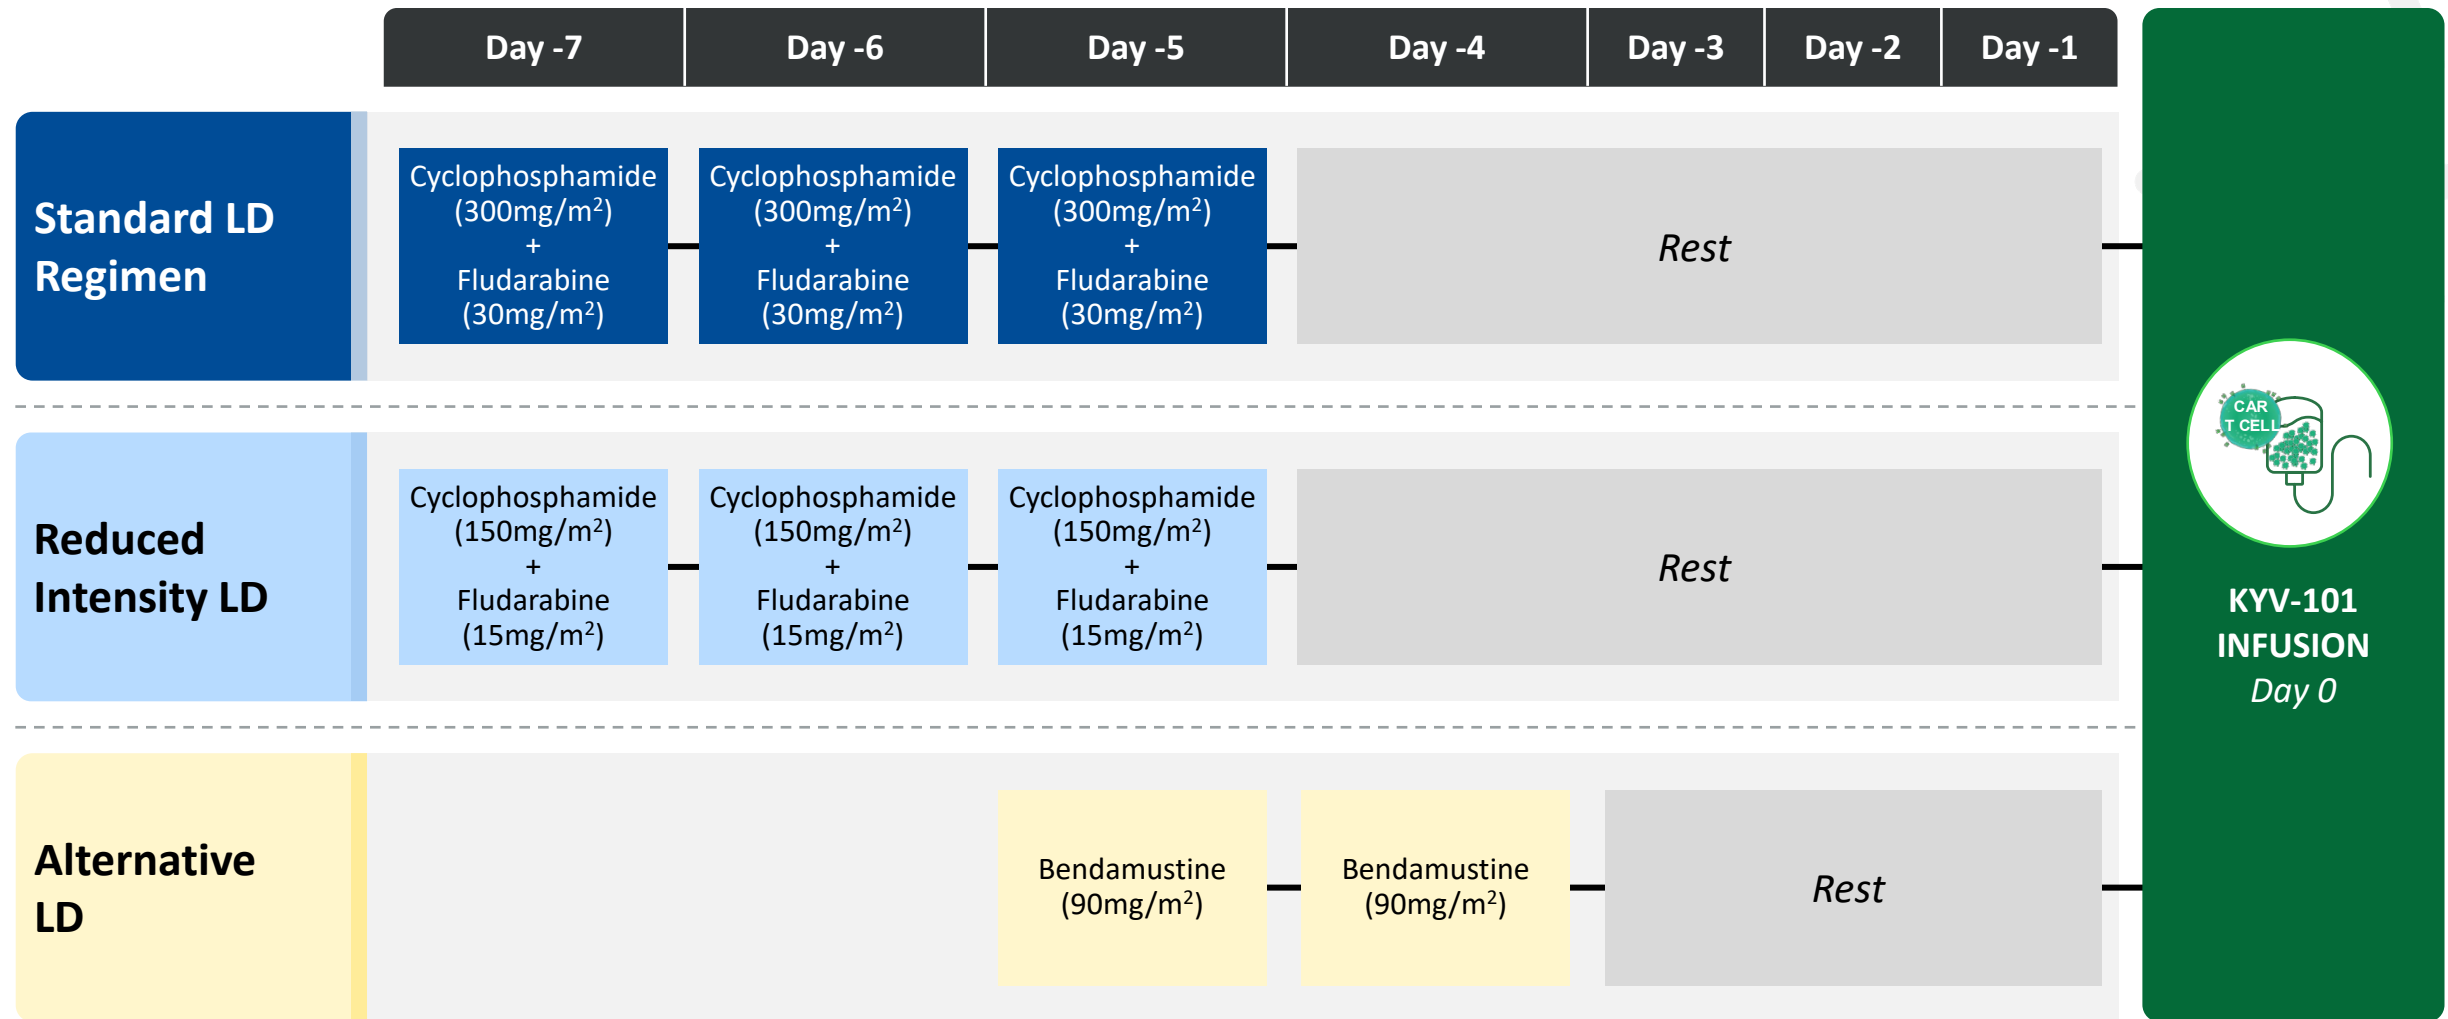 Day -7
Day -6
Day -5
Day -4
Day -3
Day -2
Day -1
Standard LD
Regimen
Cyclophosphamide
(300mg/m²)
+
Fludarabine
(30mg/m²)
Cyclophosphamide
(300mg/m²)
+
Fludarabine
(30mg/m²)
Cyclophosphamide
(300mg/m²)
+
Fludarabine
(30mg/m²)
Rest
Reduced
Intensity LD
Cyclophosphamide
(150mg/m²)
+
Fludarabine
(15mg/m²)
Cyclophosphamide
(150mg/m²)
+
Fludarabine
(15mg/m²)
Cyclophosphamide
(150mg/m²)
+
Fludarabine
(15mg/m²)
Rest
Alternative
LD
Bendamustine
(90mg/m²)
Bendamustine
(90mg/m²)
Rest
CAR
T CELL
KYV-101
INFUSION
Day 0